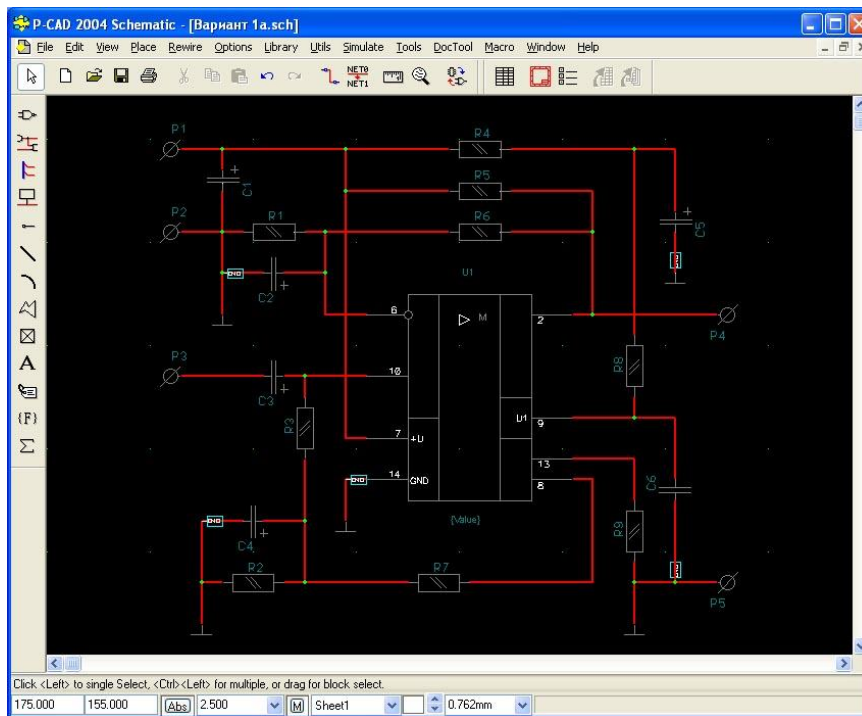 P-CAD 2004 Schematic - [Вариант 1a.sch]
File Edit View Place Rewire Options Library Utils Simulate Tools DocTool Macro Window Help
NET0
NET1
A
{F}
Σ
P1
R4
C1
R5
P2
R1
R6
C5
GND
C2
U1
6
M
2
P4
P3
10
C3
R8
R3
7
+U
U1
9
GND
14
GND
13
8
C6
{Value}
GND
C4
R9
R2
R7
P5
Click <Left> to single Select, <Ctrl><Left> for multiple, or drag for block select.
175.000 155.000 Abs 2.500 M Sheet1 0.762mm